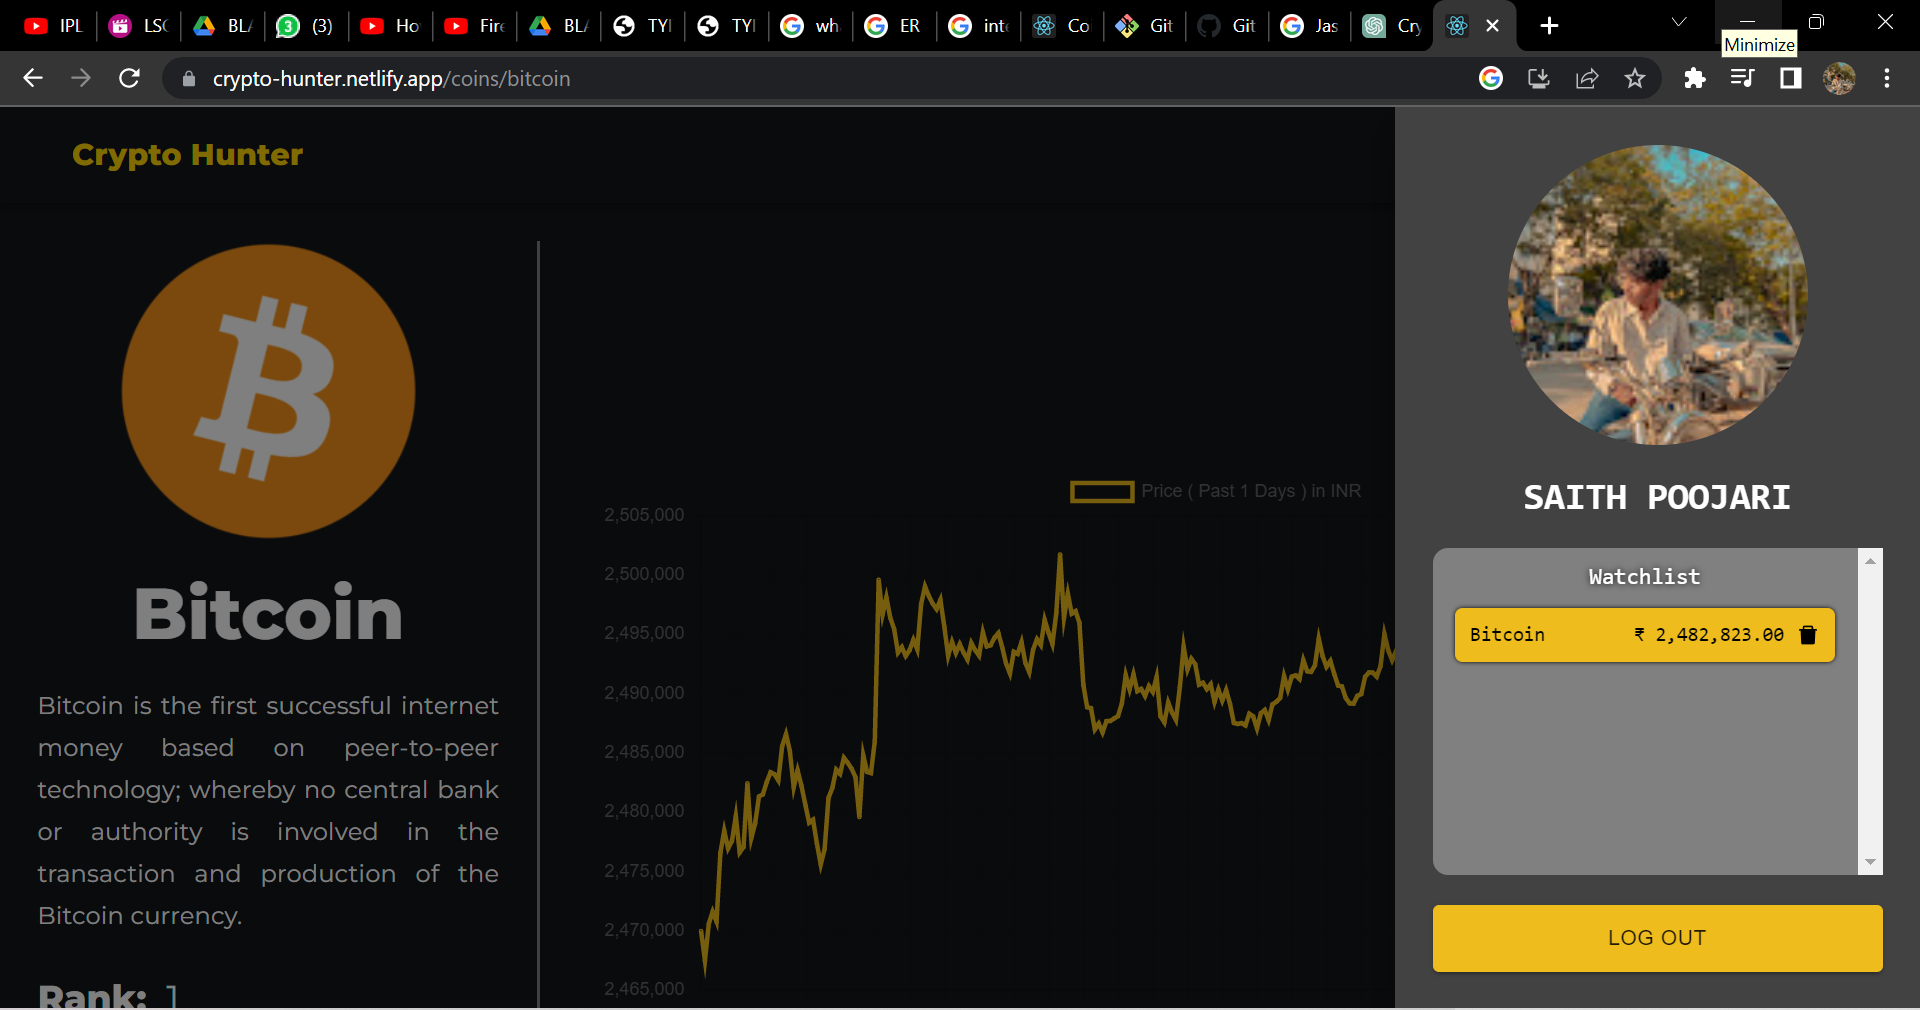 IPL
LSC
BLA
(3)
Ho
Fire
BLA
TYI
TYI
wh
ER
inte
Co
Git
Git
Jas
Cry
Minimize
crypto-hunter.netlify.app/coins/bitcoin
Crypto Hunter
Bitcoin
Bitcoin is the first successful internet
money based on peer-to-peer
technology; whereby no central bank
or authority is involved in the
transaction and production of the
Bitcoin currency.
Rank: 1
Price ( Past 1 Days ) in INR
2,505,000
2,500,000
2,495,000
2,490,000
2,485,000
2,480,000
2,475,000
2,470,000
2,465,000
SAITH POOJARI
Watchlist
Bitcoin ₹ 2,482,823.00
LOG OUT